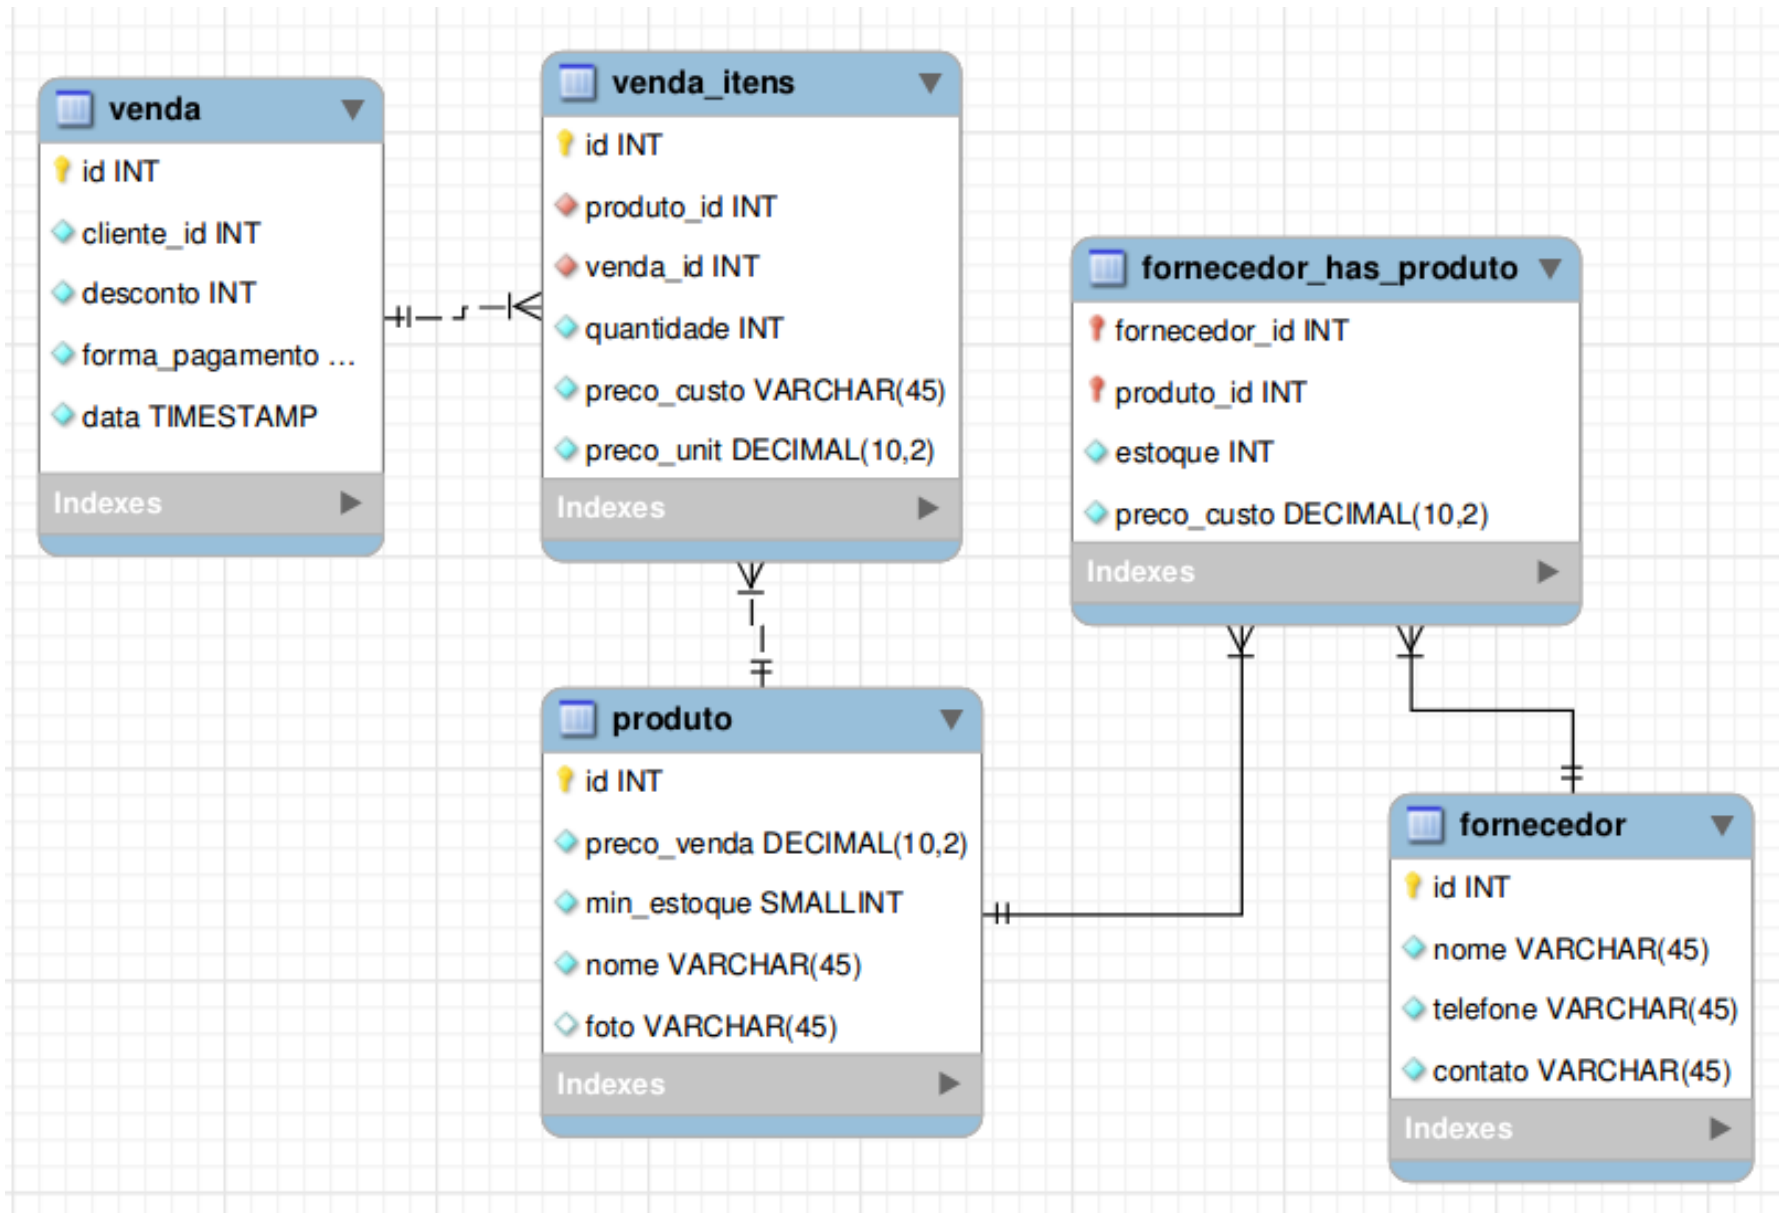 venda
id INT
cliente_id INT
desconto INT
forma_pagamento ...
data TIMESTAMP
Indexes
venda_itens
id INT
produto_id INT
venda_id INT
quantidade INT
preco_custo VARCHAR(45)
preco_unit DECIMAL(10,2)
Indexes
fornecedor_has_produto
fornecedor_id INT
produto_id INT
estoque INT
preco_custo DECIMAL(10,2)
Indexes
produto
id INT
preco_venda DECIMAL(10,2)
min_estoque SMALLINT
nome VARCHAR(45)
foto VARCHAR(45)
Indexes
fornecedor
id INT
nome VARCHAR(45)
telefone VARCHAR(45)
contato VARCHAR(45)
Indexes